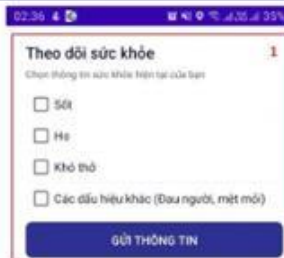 02:36
35%
Theo dõi sức khỏe 1
Chọn thông tin sức khỏe hiện tại của bạn
Sốt
Ho
Khó thở
Các dấu hiệu khác (Đau người, mệt mỏi)
GỬI THÔNG TIN